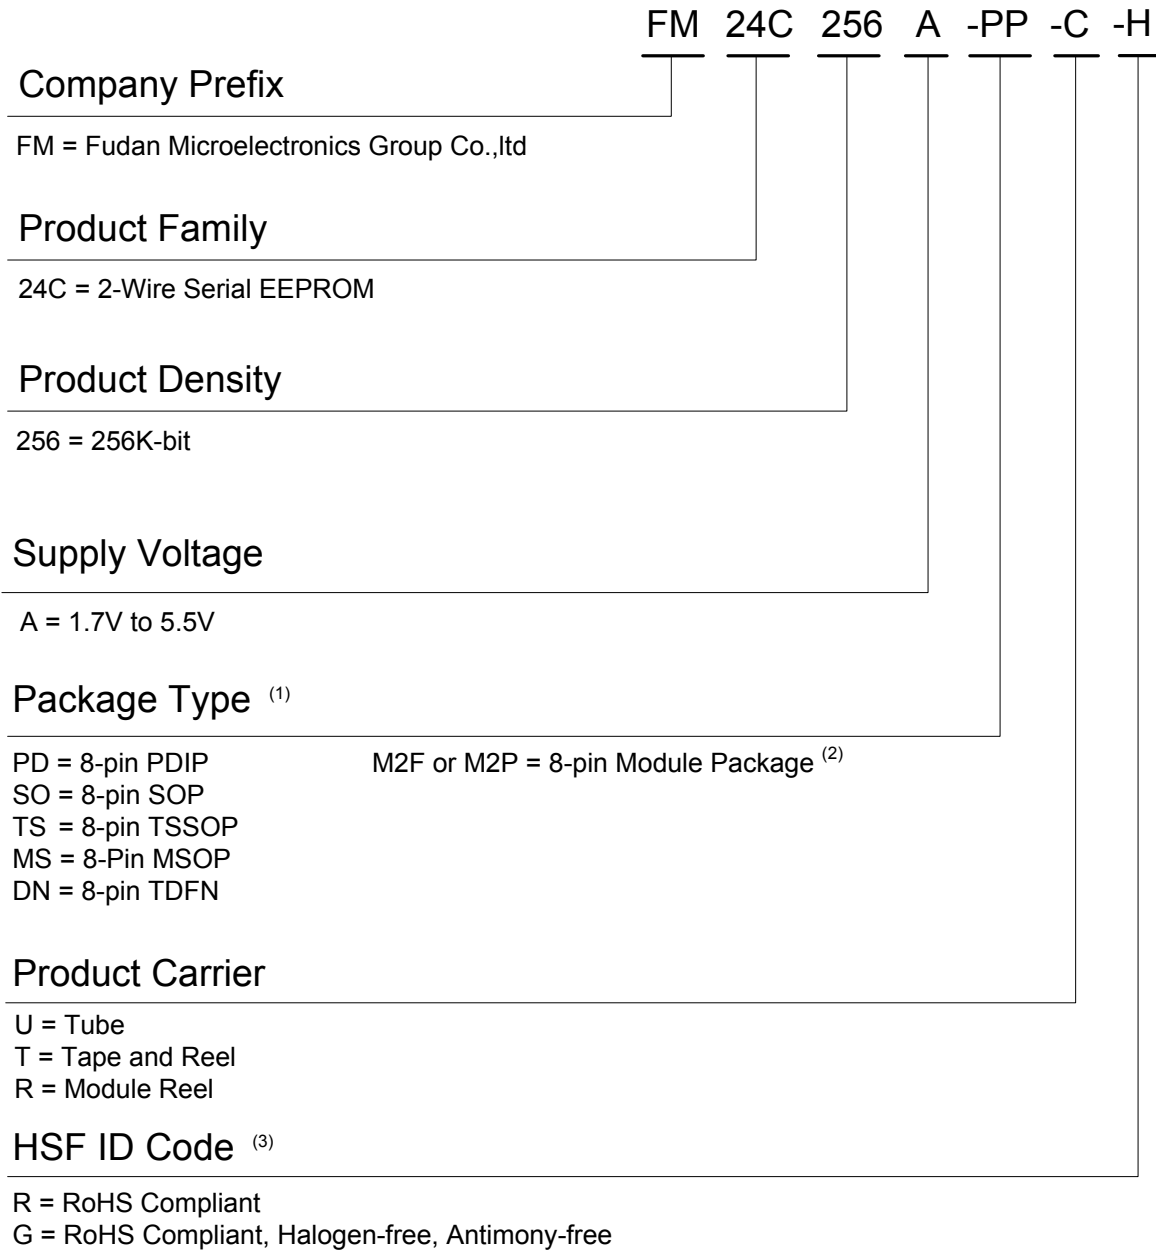 FM 24C 256 A -PP -C -H
Company Prefix
FM = Fudan Microelectronics Group Co.,ltd
Product Family
24C = 2-Wire Serial EEPROM
Product Density
256 = 256K-bit
Supply Voltage
A = 1.7V to 5.5V
Package Type (1)
PD = 8-pin PDIP M2F or M2P = 8-pin Module Package (2)
SO = 8-pin SOP
TS = 8-pin TSSOP
MS = 8-Pin MSOP
DN = 8-pin TDFN
Product Carrier
U = Tube
T = Tape and Reel
R = Module Reel
HSF ID Code (3)
R = RoHS Compliant
G = RoHS Compliant, Halogen-free, Antimony-free